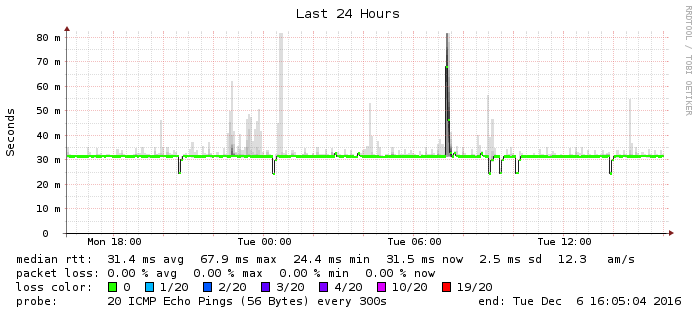 Last 24 Hours
RRDTOOL / TOBI OETIKER
Seconds
80 m
70 m
60 m
50 m
40 m
30 m
20 m
10 m
0
Mon 18:00 Tue 00:00 Tue 06:00 Tue 12:00
median rtt: 31.4 ms avg 67.9 ms max 24.4 ms min 31.5 ms now 2.5 ms sd 12.3 am/s
packet loss: 0.00 % avg 0.00 % max 0.00 % min 0.00 % now
loss color: 0 1/20 2/20 3/20 4/20 10/20 19/20
probe: 20 ICMP Echo Pings (56 Bytes) every 300s end: Tue Dec 6 16:05:04 2016